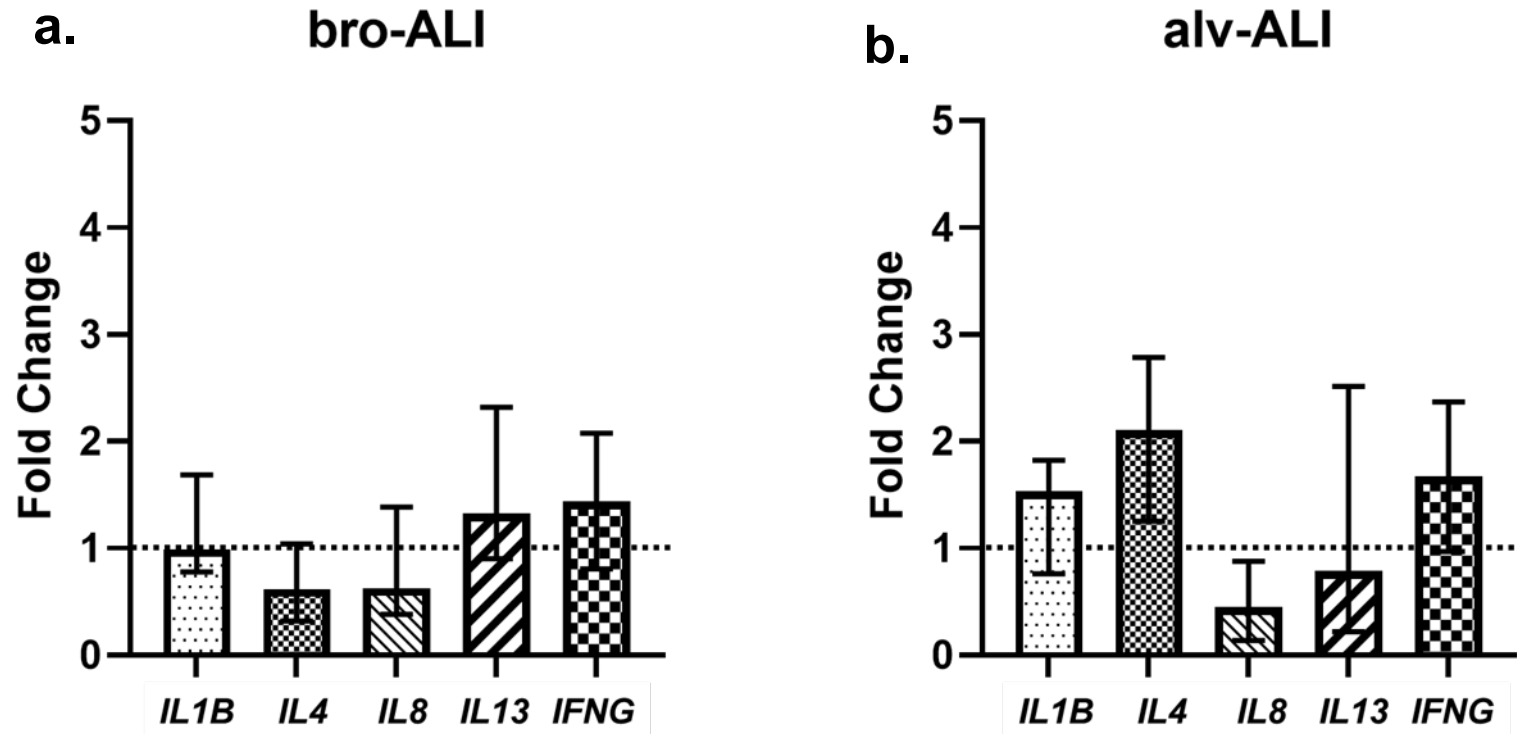 a.
bro-ALI
5
4
3
2
1
0
Fold Change
IL1B IL4 IL8 IL13 IFNG
b.
alv-ALI
5
4
3
2
1
0
Fold Change
IL1B IL4 IL8 IL13 IFNG